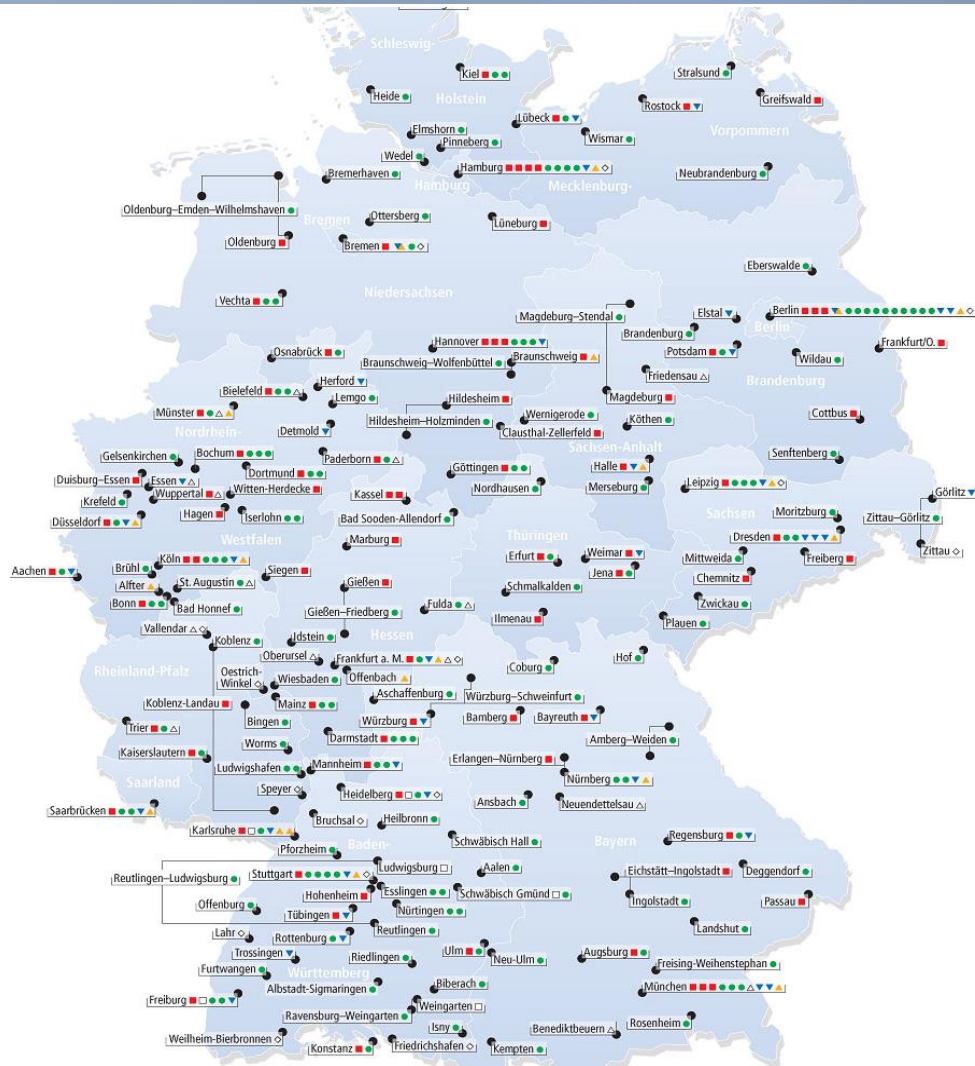 Schleswig-
Kiel
Stralsund
Heide
Holstein
Rostock
Greifswald
Lübeck
Elmshorn
Wismar
Vorpommern
Pinneberg
Wedel
Hamburg
Neubrandenburg
Bremerhaven
Hamburg
Mecklenburg-
Oldenburg–Emden–Wilhelmshaven
Bremen
Ottersberg
Lüneburg
Oldenburg
Bremen
Eberswalde
Niedersachsen
Vechta
Magdeburg–Stendal
Elstal
Berlin
Berlin
Brandenburg
Hannover
Frankfurt/O.
Osnabrück
Braunschweig–Wolfenbüttel
Braunschweig
Potsdam
Wildau
Friedensau
Brandenburg
Herford
Bielefeld
Lemgo
Hildesheim
Magdeburg
Münster
Wernigerode
Cottbus
Hildesheim–Holzminden
Köthen
Detmold
Clausthal-Zellerfeld
Nordrhein-
Sachsen-Anhalt
Gelsenkirchen
Bochum
Paderborn
Senftenberg
Dortmund
Göttingen
Halle
Duisburg–Essen
Essen
Merseburg
Leipzig
Witten-Herdecke
Nordhausen
Görlitz
Krefeld
Wuppertal
Kassel
Hagen
Iserlohn
Bad Sooden-Allendorf
Sachsen
Moritzburg
Zittau–Görlitz
Düsseldorf
Westfalen
Marburg
Thüringen
Dresden
Erfurt
Weimar
Mittweida
Freiberg
Zittau
Köln
Brühl
Aachen
Siegen
Jena
Chemnitz
Alfter
St. Augustin
Gießen
Schmalkalden
Zwickau
Bonn
Bad Honnef
Gießen–Friedberg
Fulda
Ilmenau
Plauen
Vallendar
Koblenz
Idstein
Hessen
Oberursel
Frankfurt a. M.
Coburg
Hof
Rheinland-Pfalz
Oestrich-
Winkel
Wiesbaden
Offenbach
Aschaffenburg
Würzburg–Schweinfurt
Koblenz-Landau
Mainz
Würzburg
Bamberg
Bayreuth
Bingen
Trier
Darmstadt
Amberg–Weiden
Worms
Kaiserslautern
Erlangen–Nürnberg
Ludwigshafen
Mannheim
Nürnberg
Saarland
Speyer
Heidelberg
Ansbach
Neuendettelsau
Saarbrücken
Bruchsal
Heilbronn
Karlsruhe
Schwäbisch Hall
Regensburg
Pforzheim
Baden-
Bayern
Ludwigsburg
Aalen
Eichstätt–Ingolstadt
Deggendorf
Reutlingen–Ludwigsburg
Stuttgart
Esslingen
Schwäbisch Gmünd
Hohenheim
Ingolstadt
Passau
Offenburg
Nürtingen
Tübingen
Reutlingen
Landshut
Lahr
Rottenburg
Ulm
Augsburg
Trossingen
Riedlingen
Neu-Ulm
Freising-Weihenstephan
Furtwangen
Württemberg
Albstadt-Sigmaringen
Biberach
München
Freiburg
Weingarten
Ravensburg–Weingarten
Isny
Benediktbeuern
Rosenheim
Weilheim-Bierbronnen
Konstanz
Friedrichshafen
Kempten